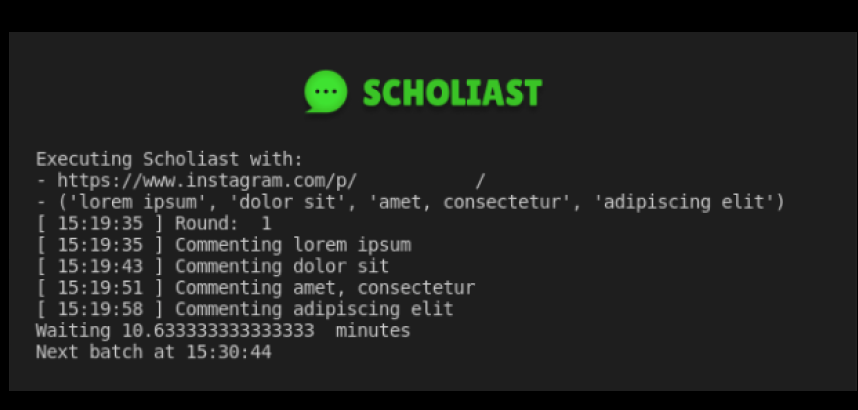 SCHOLIAST
Executing Scholiast with:
- https://www.instagram.com/p/ /
- ('lorem ipsum', 'dolor sit', 'amet, consectetur', 'adipiscing elit')
[ 15:19:35 ] Round:  1
[ 15:19:35 ] Commenting lorem ipsum
[ 15:19:43 ] Commenting dolor sit
[ 15:19:51 ] Commenting amet, consectetur
[ 15:19:58 ] Commenting adipiscing elit
Waiting 10.633333333333333  minutes
Next batch at 15:30:44